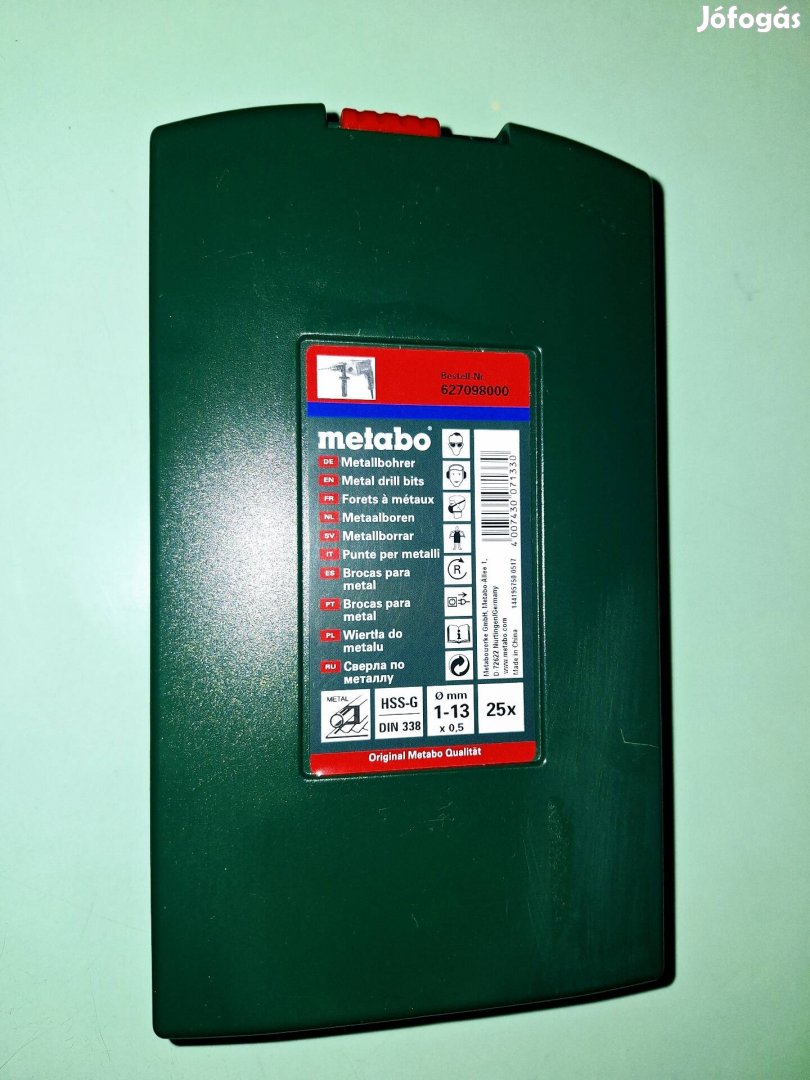 Jófogás
Bestell-Nr.
627098000
metabo
DE Metallbohrer
EN Metal drill bits
FR Forets à métaux
NL Metaalboren
SV Metallborrar
IT Punte per metalli
ES Brocas para
metal
PT Brocas para
metal
PL Wiertła do
metalu
RU Сверла по
металлу
R
4 007430 071330
Metabowerke GmbH, Metabo-Allee 1,
D-72622 Nürtingen/Germany
www.metabo.com
Made in China
144195750 0517
METAL
HSS-G
DIN 338
Ø mm
1-13
x 0,5
25x
Original Metabo Qualität